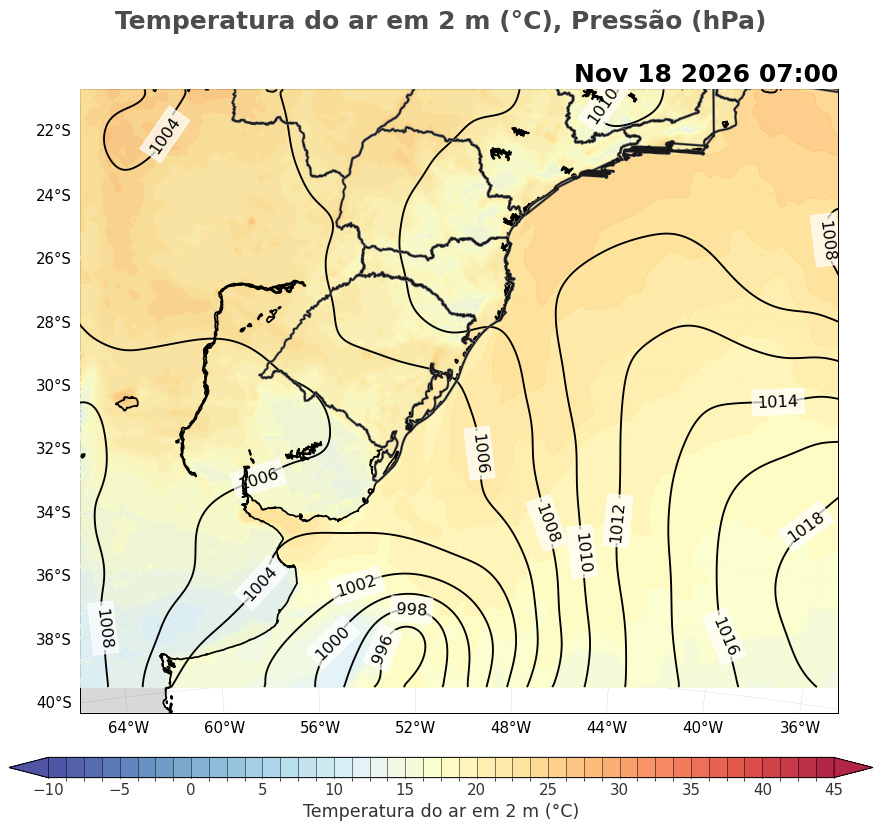 Temperatura do ar em 2 m (°C), Pressão (hPa)
Nov 18 2026 07:00
1010
22°S
1004
24°S
1008
26°S
28°S
30°S
1014
32°S
1006
1006
34°S
1008
1012
1018
1010
36°S
1004
1002
998
1008
38°S
1000
996
1016
40°S
64°W 60°W 56°W 52°W 48°W 44°W 40°W 36°W
−10 −5 0 5 10 15 20 25 30 35 40 45
Temperatura do ar em 2 m (°C)